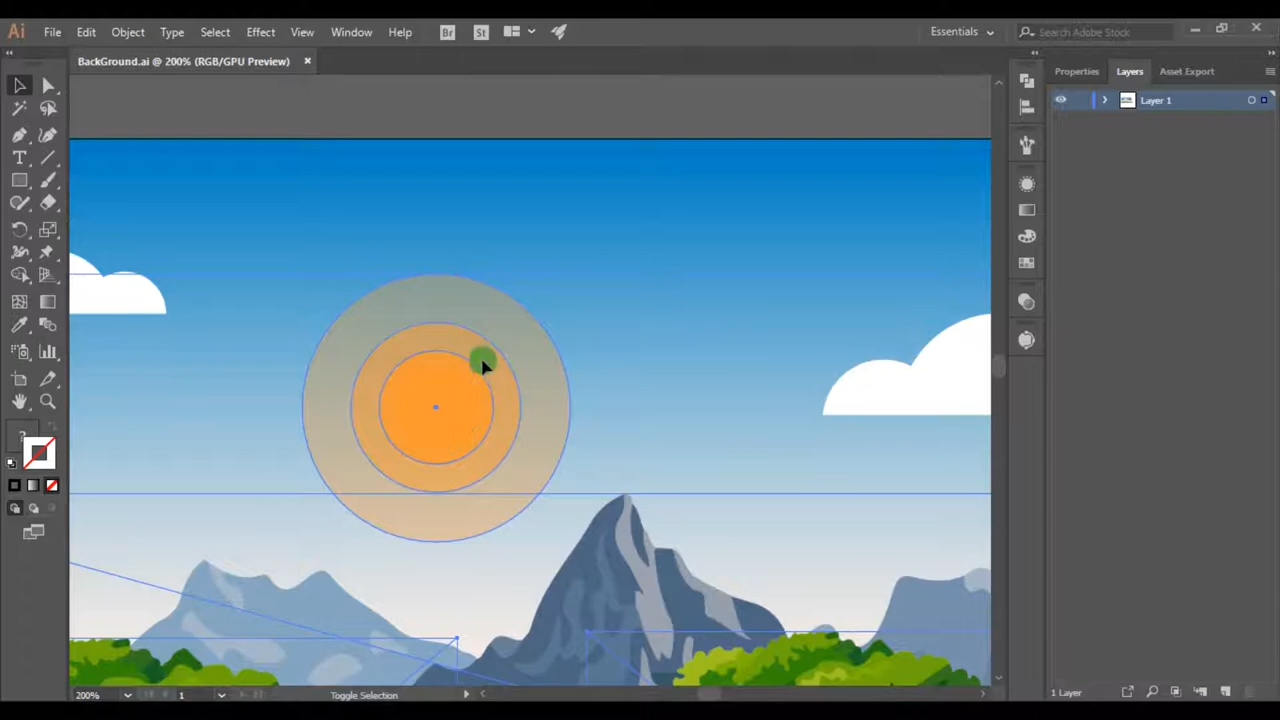 Ai File Edit Object Type Select Effect View Window Help Br St Essentials Search Adobe Stock
BackGround.ai @ 200% (RGB/GPU Preview)
Properties Layers Asset Export
Layer 1
?
200% 1 Toggle Selection
1 Layer